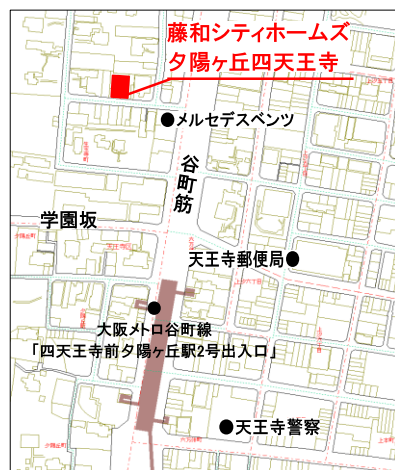 藤和シティホームズ
夕陽ヶ丘四天王寺
メルセデスベンツ
谷町筋
学園坂
天王寺郵便局
大阪メトロ谷町線
「四天王寺前夕陽ヶ丘駅2号出入口」
天王寺警察